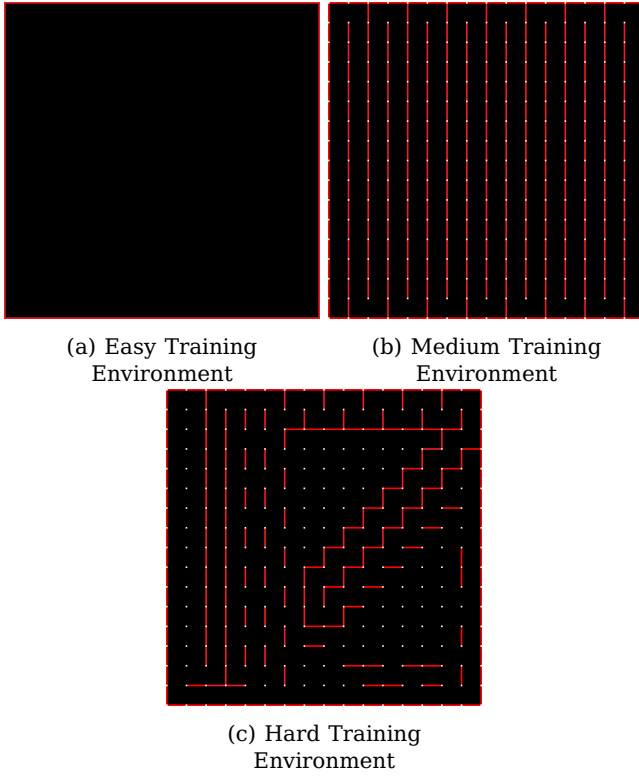 (a) Easy Training
Environment
(b) Medium Training
Environment
(c) Hard Training
Environment